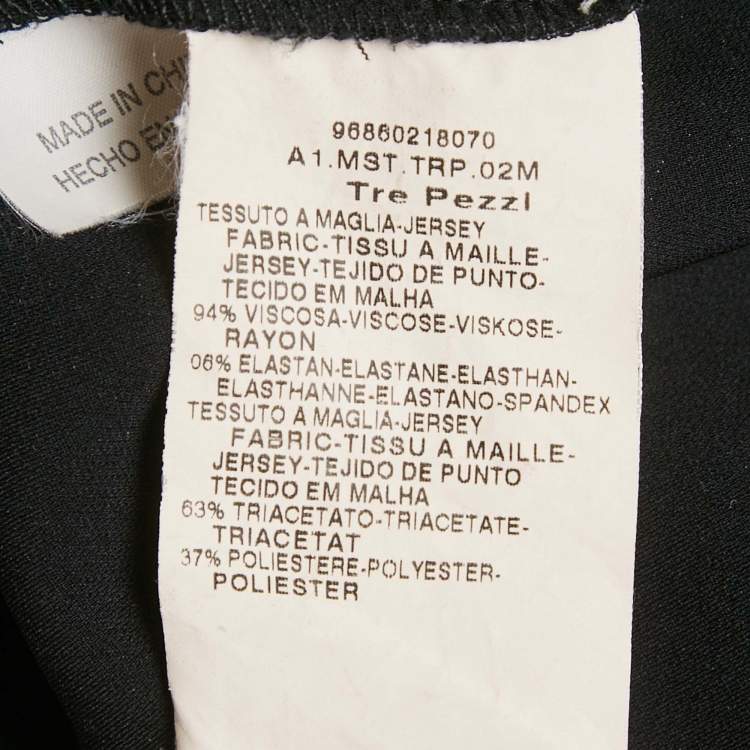 MADE IN
HECHO
96860218070
A1.MST.TRP.02M
Tre Pezzi
TESSUTO A MAGLIA-JERSEY
FABRIC-TISSU A MAILLE-
JERSEY-TEJIDO DE PUNTO-
TECIDO EM MALHA
94% VISCOSA-VISCOSE-VISKOSE-
RAYON
06% ELASTAN-ELASTANE-ELASTHAN-
ELASTHANNE-ELASTANO-SPANDEX
TESSUTO A MAGLIA-JERSEY
FABRIC-TISSU A MAILLE-
JERSEY-TEJIDO DE PUNTO
TECIDO EM MALHA
63% TRIACETATO-TRIACETATE-
TRIACETAT
37% POLIESTERE-POLYESTER-
POLIESTER